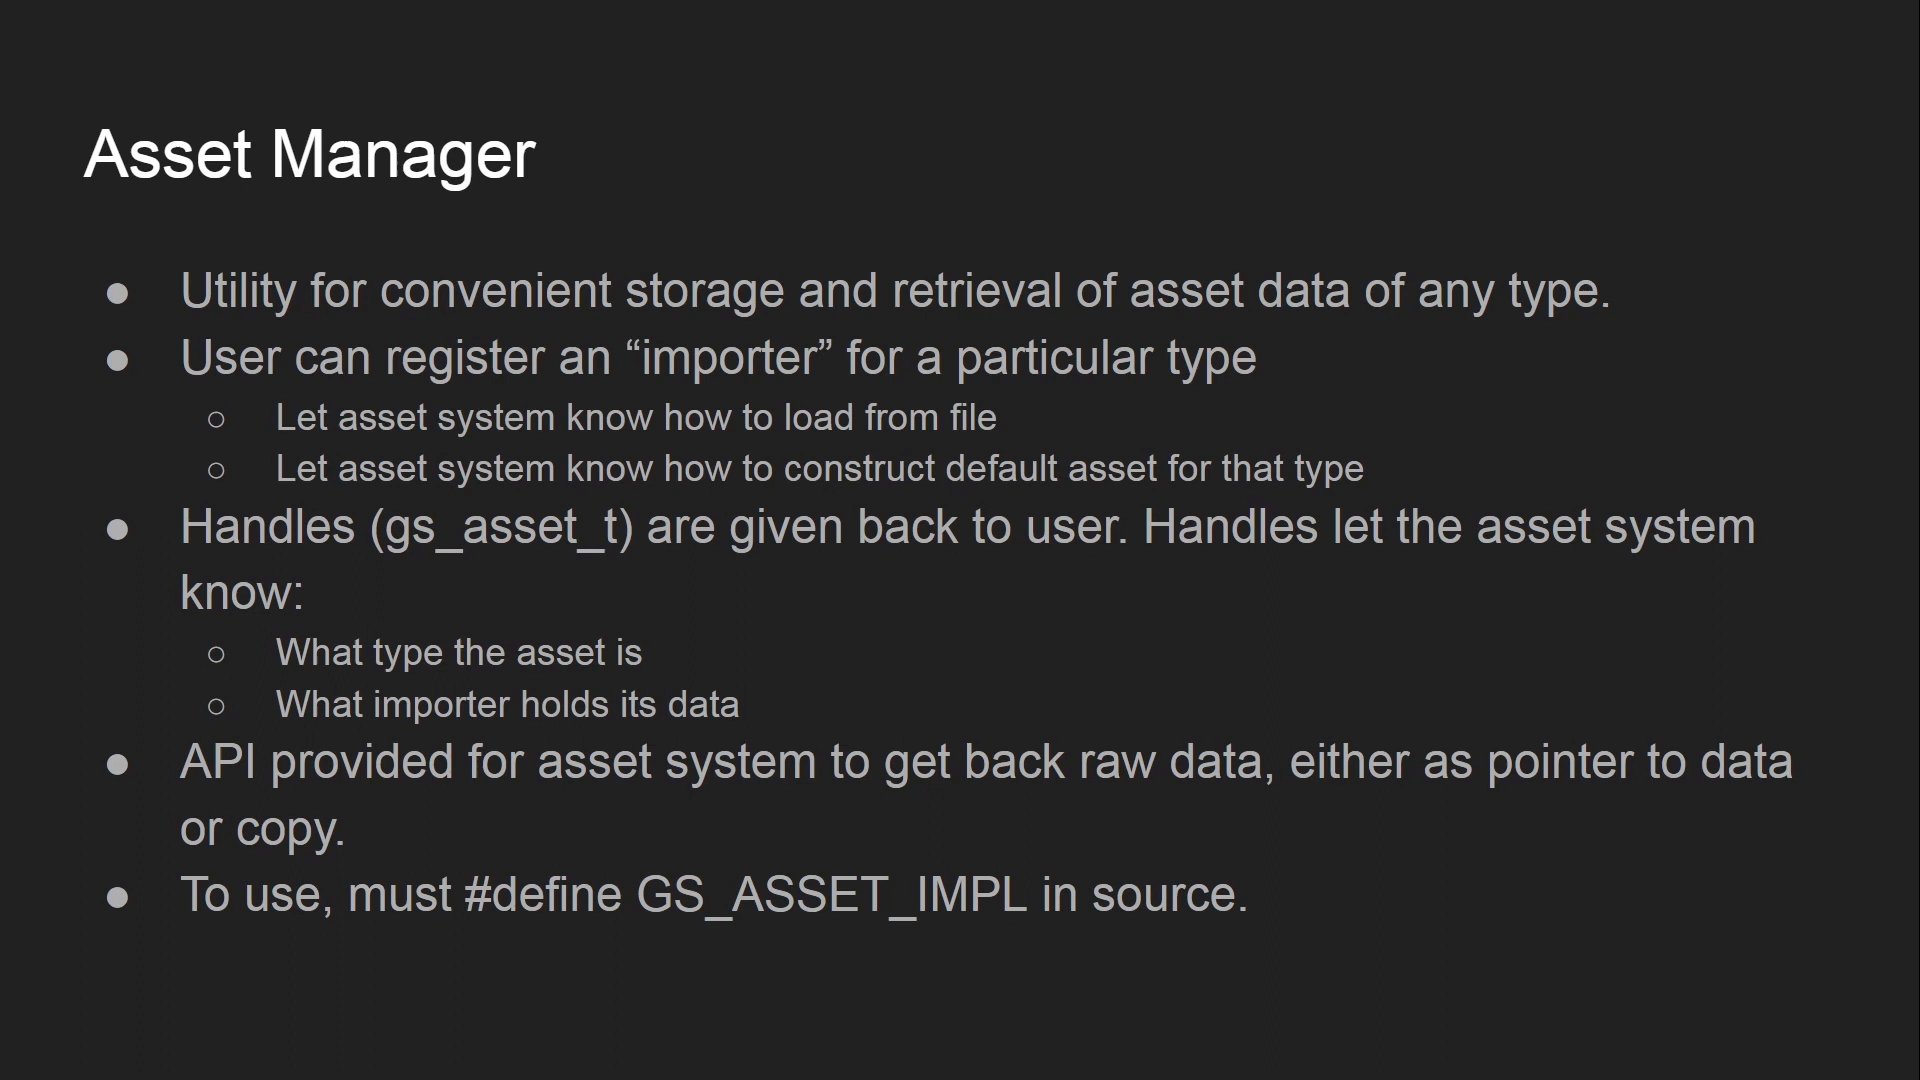 Asset Manager
● Utility for convenient storage and retrieval of asset data of any type.
● User can register an “importer” for a particular type
○ Let asset system know how to load from file
○ Let asset system know how to construct default asset for that type
● Handles (gs_asset_t) are given back to user. Handles let the asset system
know:
○ What type the asset is
○ What importer holds its data
● API provided for asset system to get back raw data, either as pointer to data
or copy.
● To use, must #define GS_ASSET_IMPL in source.